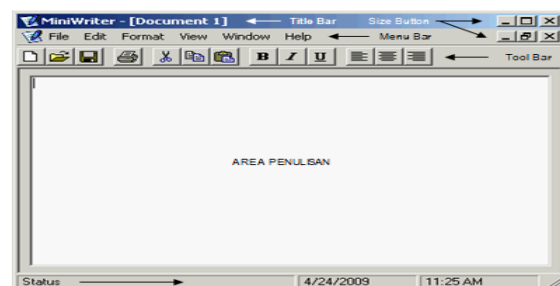 MiniWriter - [Document 1] Title Bar Size Button
File Edit Format View Window Help Menu Bar
B I U Tool Bar
AREA PENULISAN
Status 4/24/2009 11:25 AM